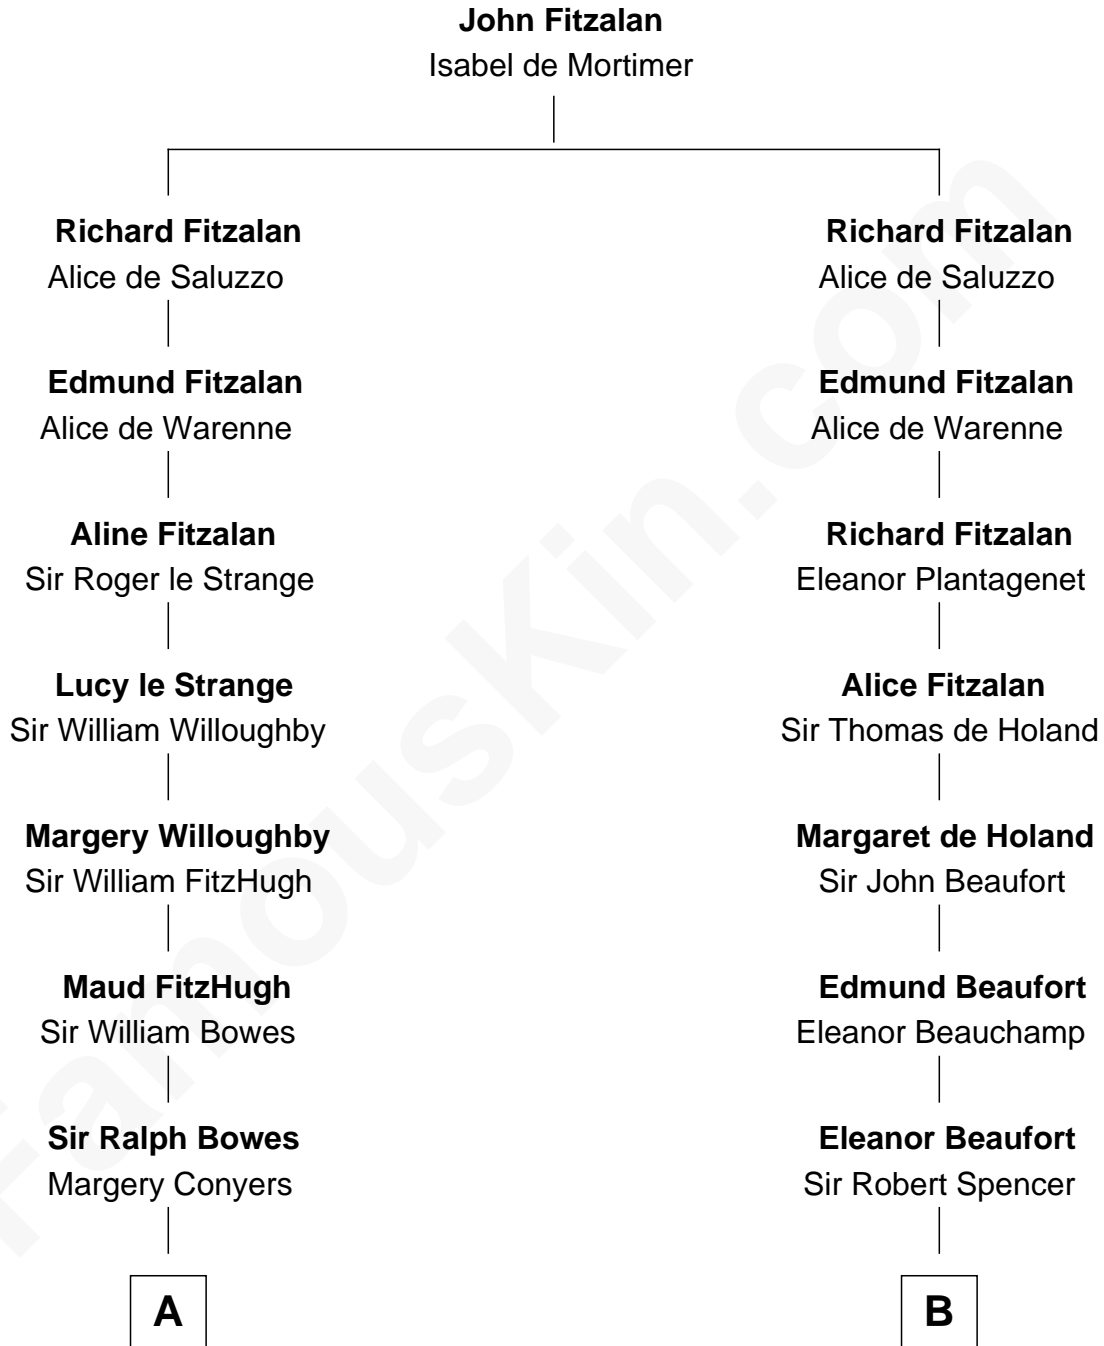 John Fitzalan
Isabel de Mortimer
Richard Fitzalan
Alice de Saluzzo
Edmund Fitzalan
Alice de Warenne
Aline Fitzalan
Sir Roger le Strange
Lucy le Strange
Sir William Willoughby
Margery Willoughby
Sir William FitzHugh
Maud FitzHugh
Sir William Bowes
Sir Ralph Bowes
Margery Conyers
A
Richard Fitzalan
Alice de Saluzzo
Edmund Fitzalan
Alice de Warenne
Richard Fitzalan
Eleanor Plantagenet
Alice Fitzalan
Sir Thomas de Holand
Margaret de Holand
Sir John Beaufort
Edmund Beaufort
Eleanor Beauchamp
Eleanor Beaufort
Sir Robert Spencer
B
FamousKin.com